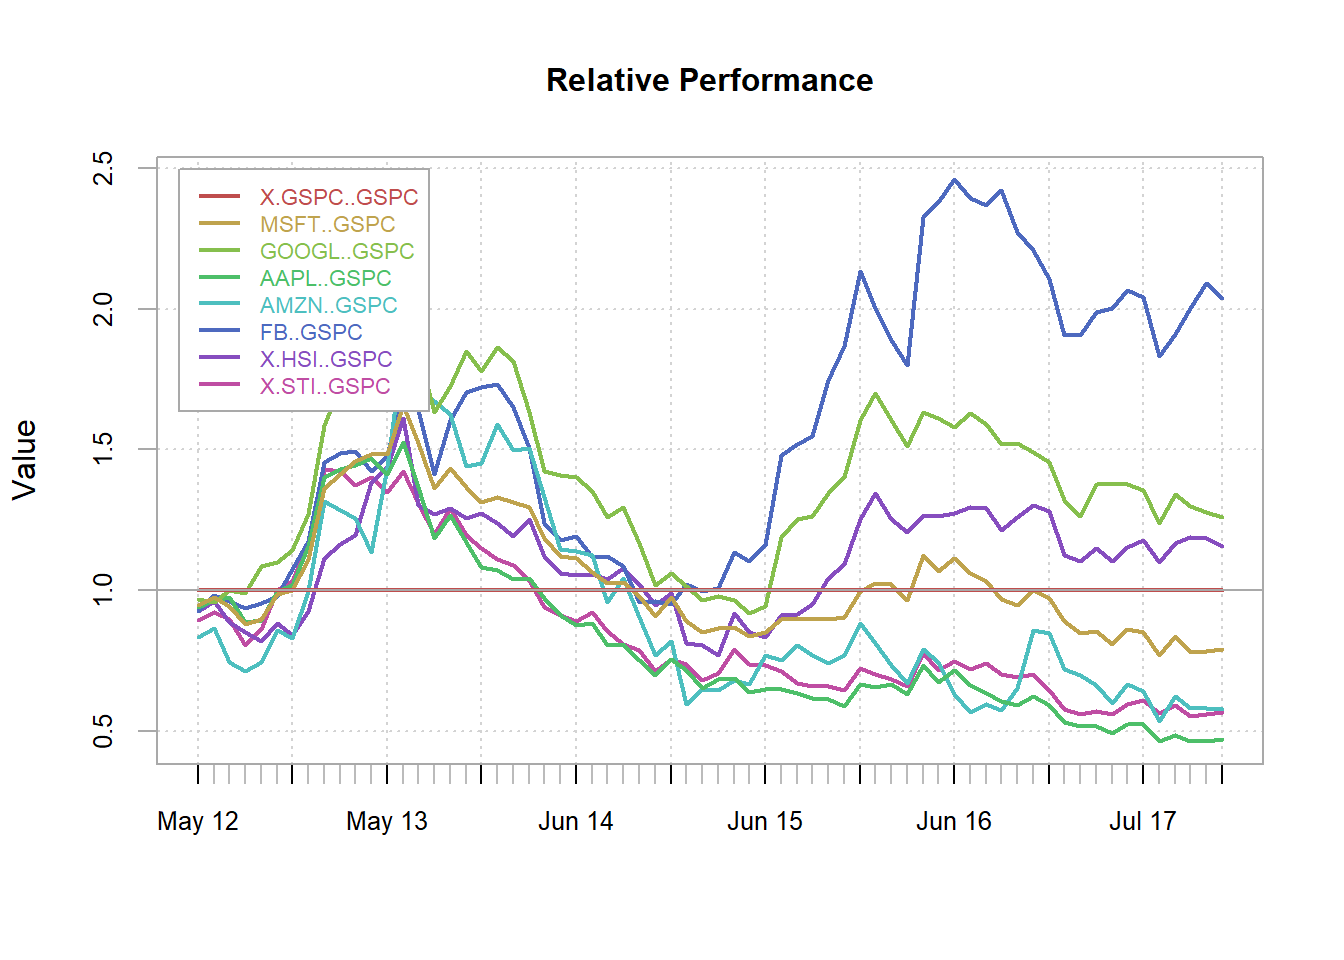 Relative Performance
Value
2.5
2.0
1.5
1.0
0.5
X.GSPC..GSPC
MSFT..GSPC
GOOGL..GSPC
AAPL..GSPC
AMZN..GSPC
FB..GSPC
X.HSI..GSPC
X.STI..GSPC
May 12 May 13 Jun 14 Jun 15 Jun 16 Jul 17